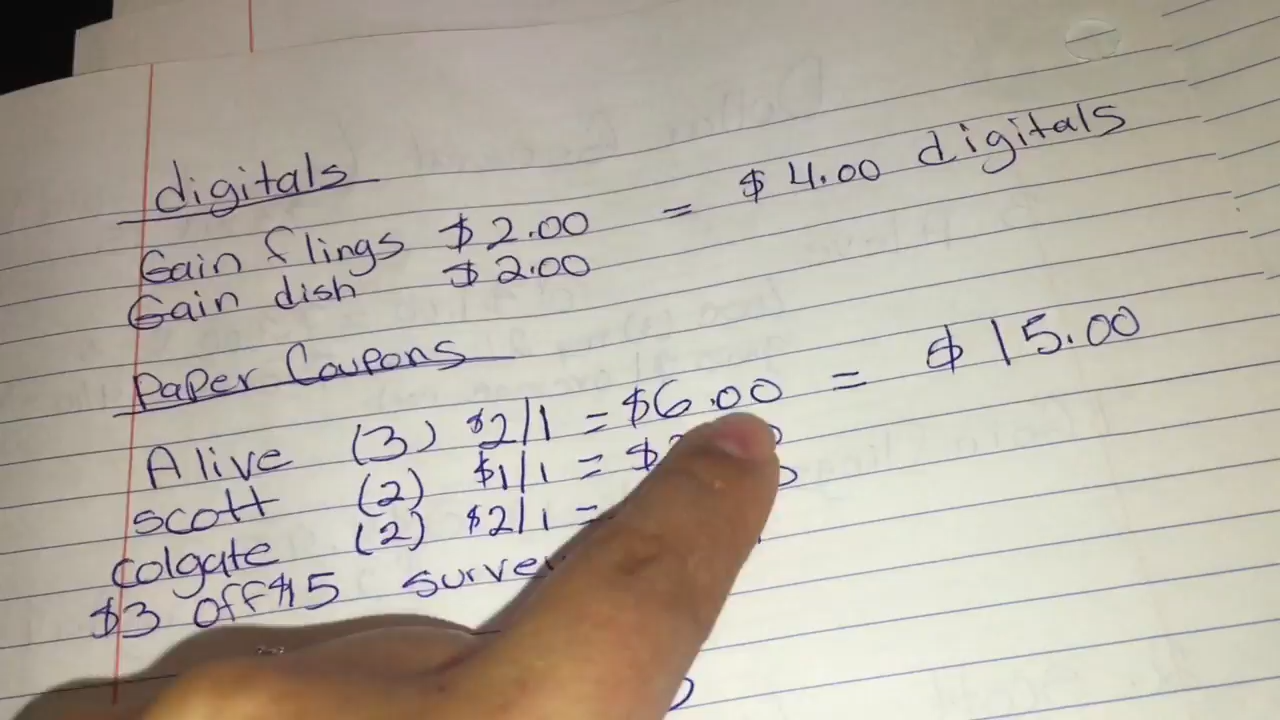 digitals
Gain flings $2.00 = $4.00 digitals
Gain dish $2.00
Paper Coupons
Alive (3) $2/1 = $6.00 = $15.00
scott (2) $1/1 = $
colgate (2) $2/1 =
$3 off $15